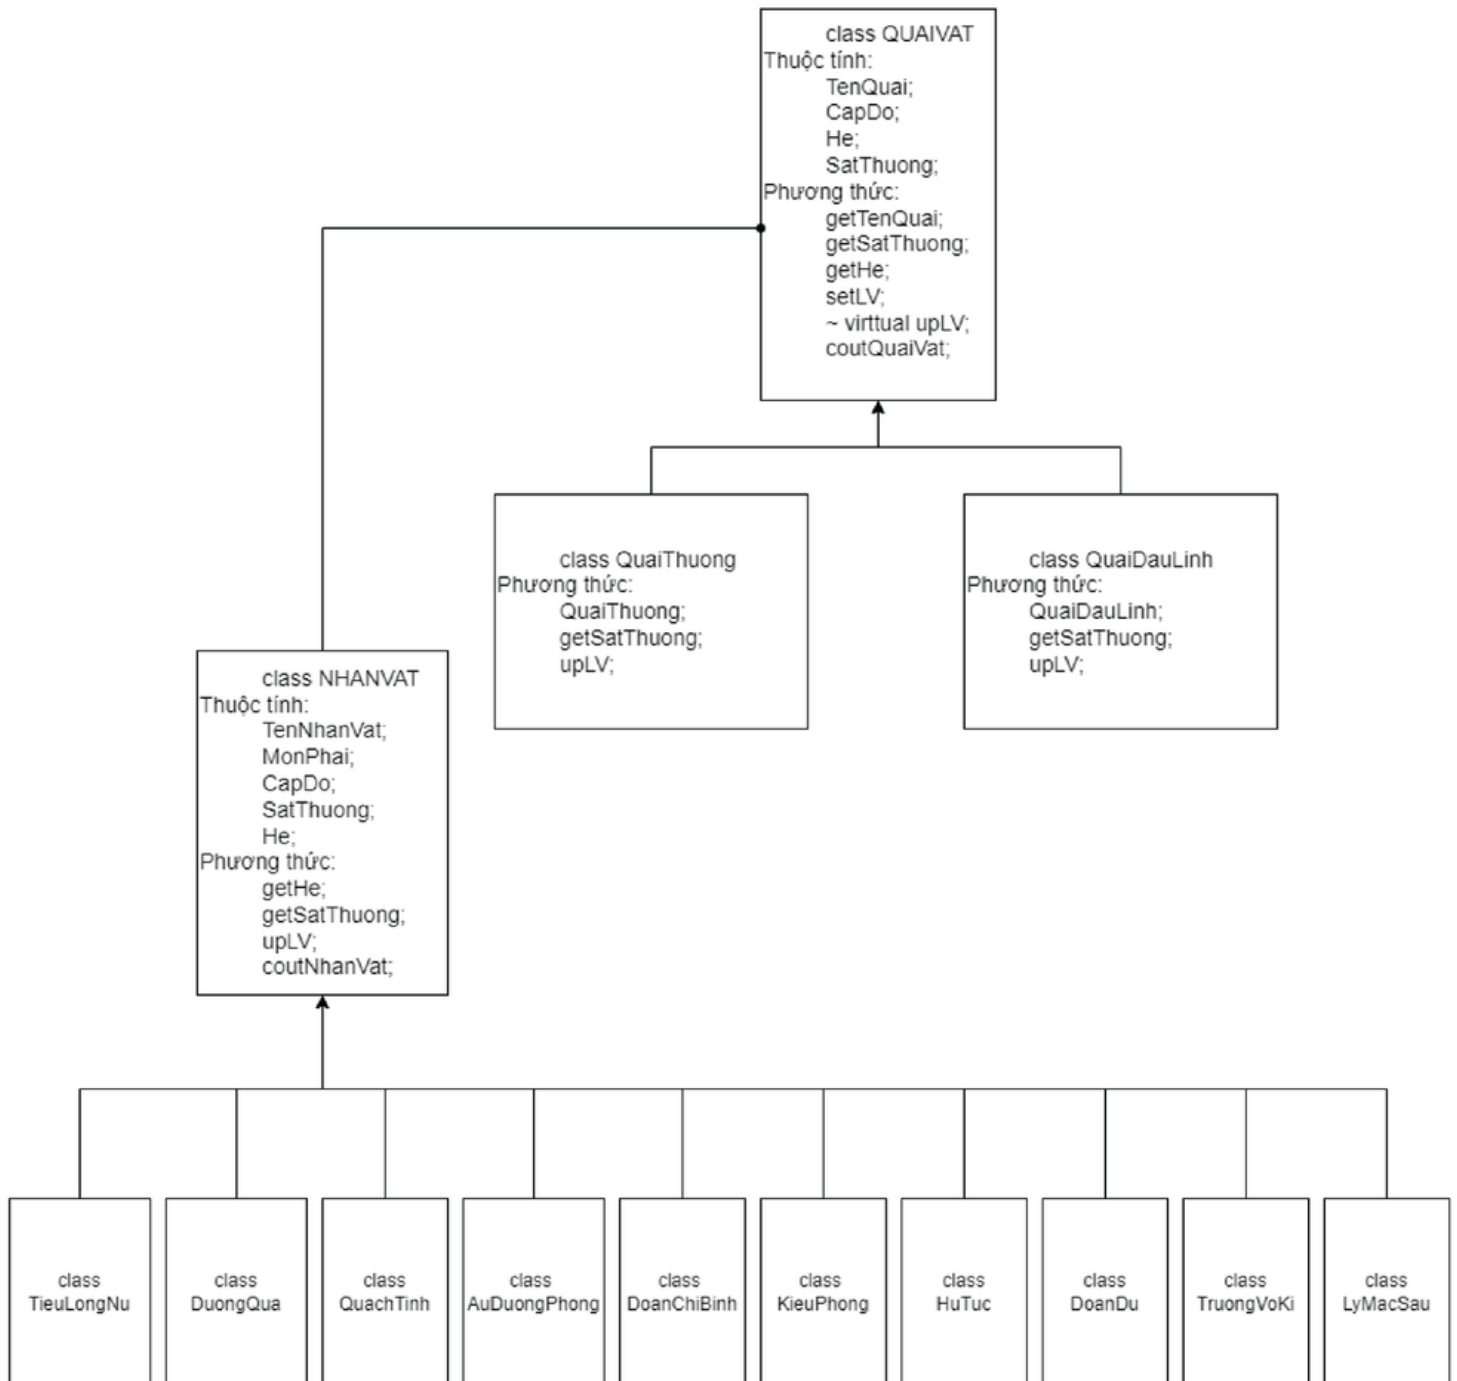 class QUAIVAT
Thuộc tính:
TenQuai;
CapDo;
He;
SatThuong;
Phương thức:
getTenQuai;
getSatThuong;
getHe;
setLV;
~ virttual upLV;
coutQuaiVat;
class QuaiThuong
Phương thức:
QuaiThuong;
getSatThuong;
upLV;
class QuaiDauLinh
Phương thức:
QuaiDauLinh;
getSatThuong;
upLV;
class NHANVAT
Thuộc tính:
TenNhanVat;
MonPhai;
CapDo;
SatThuong;
He;
Phương thức:
getHe;
getSatThuong;
upLV;
coutNhanVat;
class
TieuLongNu
class
DuongQua
class
QuachTinh
class
AuDuongPhong
class
DoanChiBinh
class
KieuPhong
class
HuTuc
class
DoanDu
class
TruongVoKi
class
LyMacSau